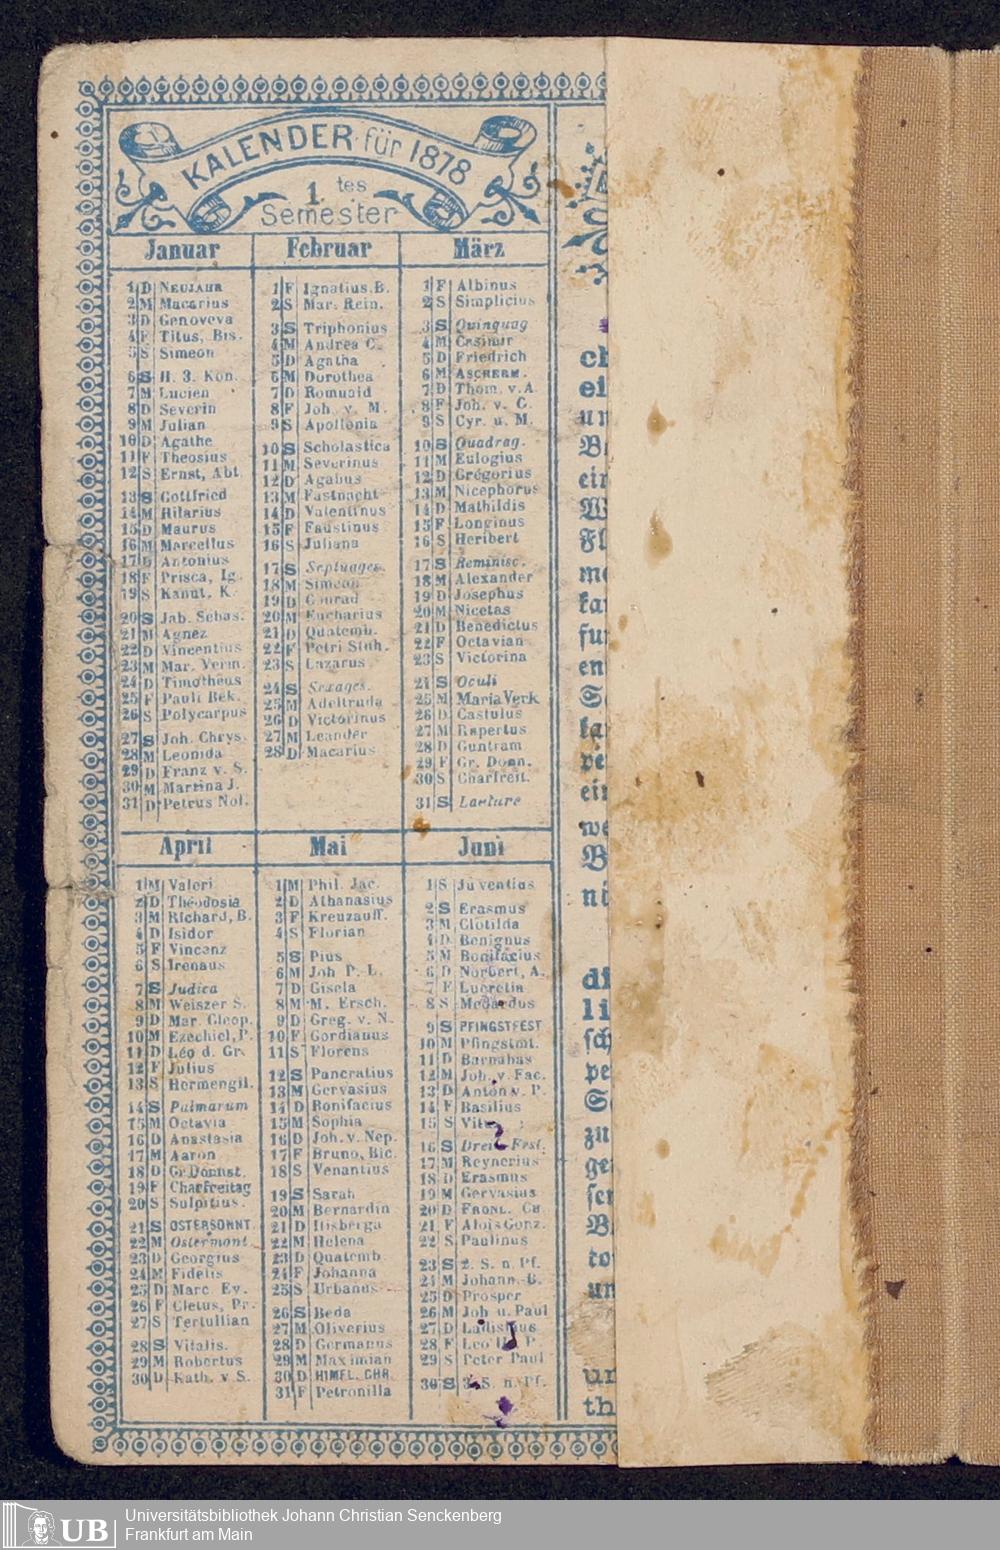 KALENDER für 1878
1tes
Semester
Januar
1 D NEUJAHR
2 M Macarius
3 D Genoveva
4 F Titus, Bis.
5 S Simeon
6 S H. 3. Kön.
7 M Lucien
8 D Severin
9 M Julian
10 D Agathe
11 F Theosius
12 S Ernst, Abt
13 S Gottfried
14 M Hilarius
15 D Maurus
16 M Marcellus
17 D Antonius
18 F Prisca, Ig.
19 S Kanut. K.
20 S Fab. Sebas.
21 M Agnez
22 D Vincentius
23 M Mar. Verm.
24 D Timotheus
25 F Pauli Bek.
26 S Polycarpus
27 S Joh. Chrys.
28 M Leonida
29 D Franz v. S.
30 M Martina J.
31 D Petrus Nol.
Februar
1 F Ignatius. B.
2 S Mar. Rein.
3 S Triphonius
4 M Andrea C.
5 D Agatha
6 M Dorothea
7 D Romuald
8 F Joh. v. M.
9 S Apollonia
10 S Scholastica
11 M Severinus
12 D Agabus
13 M Fastnacht
14 D Valentinus
15 F Faustinus
16 S Juliana
17 S Septuages.
18 M Simeon
19 D Conrad
20 M Eucharius
21 D Quatemb.
22 F Petri Stuh.
23 S Lazarus
24 S Sexages.
25 M Adeltruda
26 D Victorinus
27 M Leander
28 D Macarius
März
1 F Albinus
2 S Simplicius
3 S Quinquag
4 M Casimir
5 D Friedrich
6 M ASCHERM.
7 D Thom. v. A
8 F Joh. v. G.
9 S Cyr. u. M.
10 S Quadrag.
11 M Eulogius
12 D Grégorius
13 M Nicephorus
14 D Mathildis
15 F Longinus
16 S Heribert
17 S Reminisc.
18 M Alexander
19 D Josephus
20 M Nicetas
21 D Benedictus
22 F Octavian
23 S Victorina
24 S Oculi
25 M Maria Verk
26 D Castulus
27 M Rupertus
28 D Guntram
29 F Gr. Donn.
30 S Charfreit.
31 S Laeture
April
1 M Valeri
2 D Théodosia
3 M Richard, B.
4 D Isidor
5 F Vincenz
6 S Irenaus
7 S Judica
8 M Weiszer S.
9 D Mar. Cleop.
10 M Ezechiel, P.
11 D Léo d. Gr.
12 F Julius
13 S Hermengil.
14 S Palmarum
15 M Octavia
16 D Anastasia
17 M Aaron
18 D Gr. Donnst.
19 F Charfreitag
20 S Sulpitius.
21 S OSTERSONNT.
22 M Ostermont.
23 D Georgius
24 M Fidelis
25 D Marc Ev.
26 F Cletus, Pr.
27 S Tertullian
28 S Vitalis.
29 M Robertus
30 D Kath. v S.
Mai
1 M Phil. Jac.
2 D Athanasius
3 F Kreuzauff.
4 S Florian
5 S Pius
6 M Joh P. L.
7 D Gisela
8 M M. Ersch.
9 D Greg. v. N.
10 F Gordianus
11 S Florens
12 S Pancratius
13 M Gervasius
14 D Bonifacius
15 M Sophia
16 D Joh. v. Nep.
17 F Bruno, Bic.
18 S Venantius
19 S Sarah
20 M Bernardin
21 D Itisberga
22 M Helena
23 D Quatemb
24 F Johanna
25 S Urbanus
26 S Beda
27 M Oliverius
28 D Germanus
29 M Maximian
30 D HIMFL. CHR.
31 F Petronilla
Juni
1 S Juventius
2 S Erasmus
3 M Clotilda
4 D Benignus
5 M Bonifacius
6 D Norbert, A.
7 F Lucretia
8 S Medardus
9 S PFINGSTFEST
10 M Pfingstmt.
11 D Barnabas
12 M Joh. v. Fac.
13 D Anton v. P.
14 F Basilius
15 S
16 S Fest.
17 M Reynerius
18 D Erasmus
19 M Gervasius
20 D FRONL. CH.
21 F Alois Gonz.
22 S Paulinus
23 S 2. S. n. Pf.
24 M Johann. B.
25 D Prosper
26 M Joh u. Paul
27 D
28 F Leo II. P.
29 S Peter Paul
30 S 3. S. n. Pf.
Universitätsbibliothek Johann Christian Senckenberg
Frankfurt am Main
UB